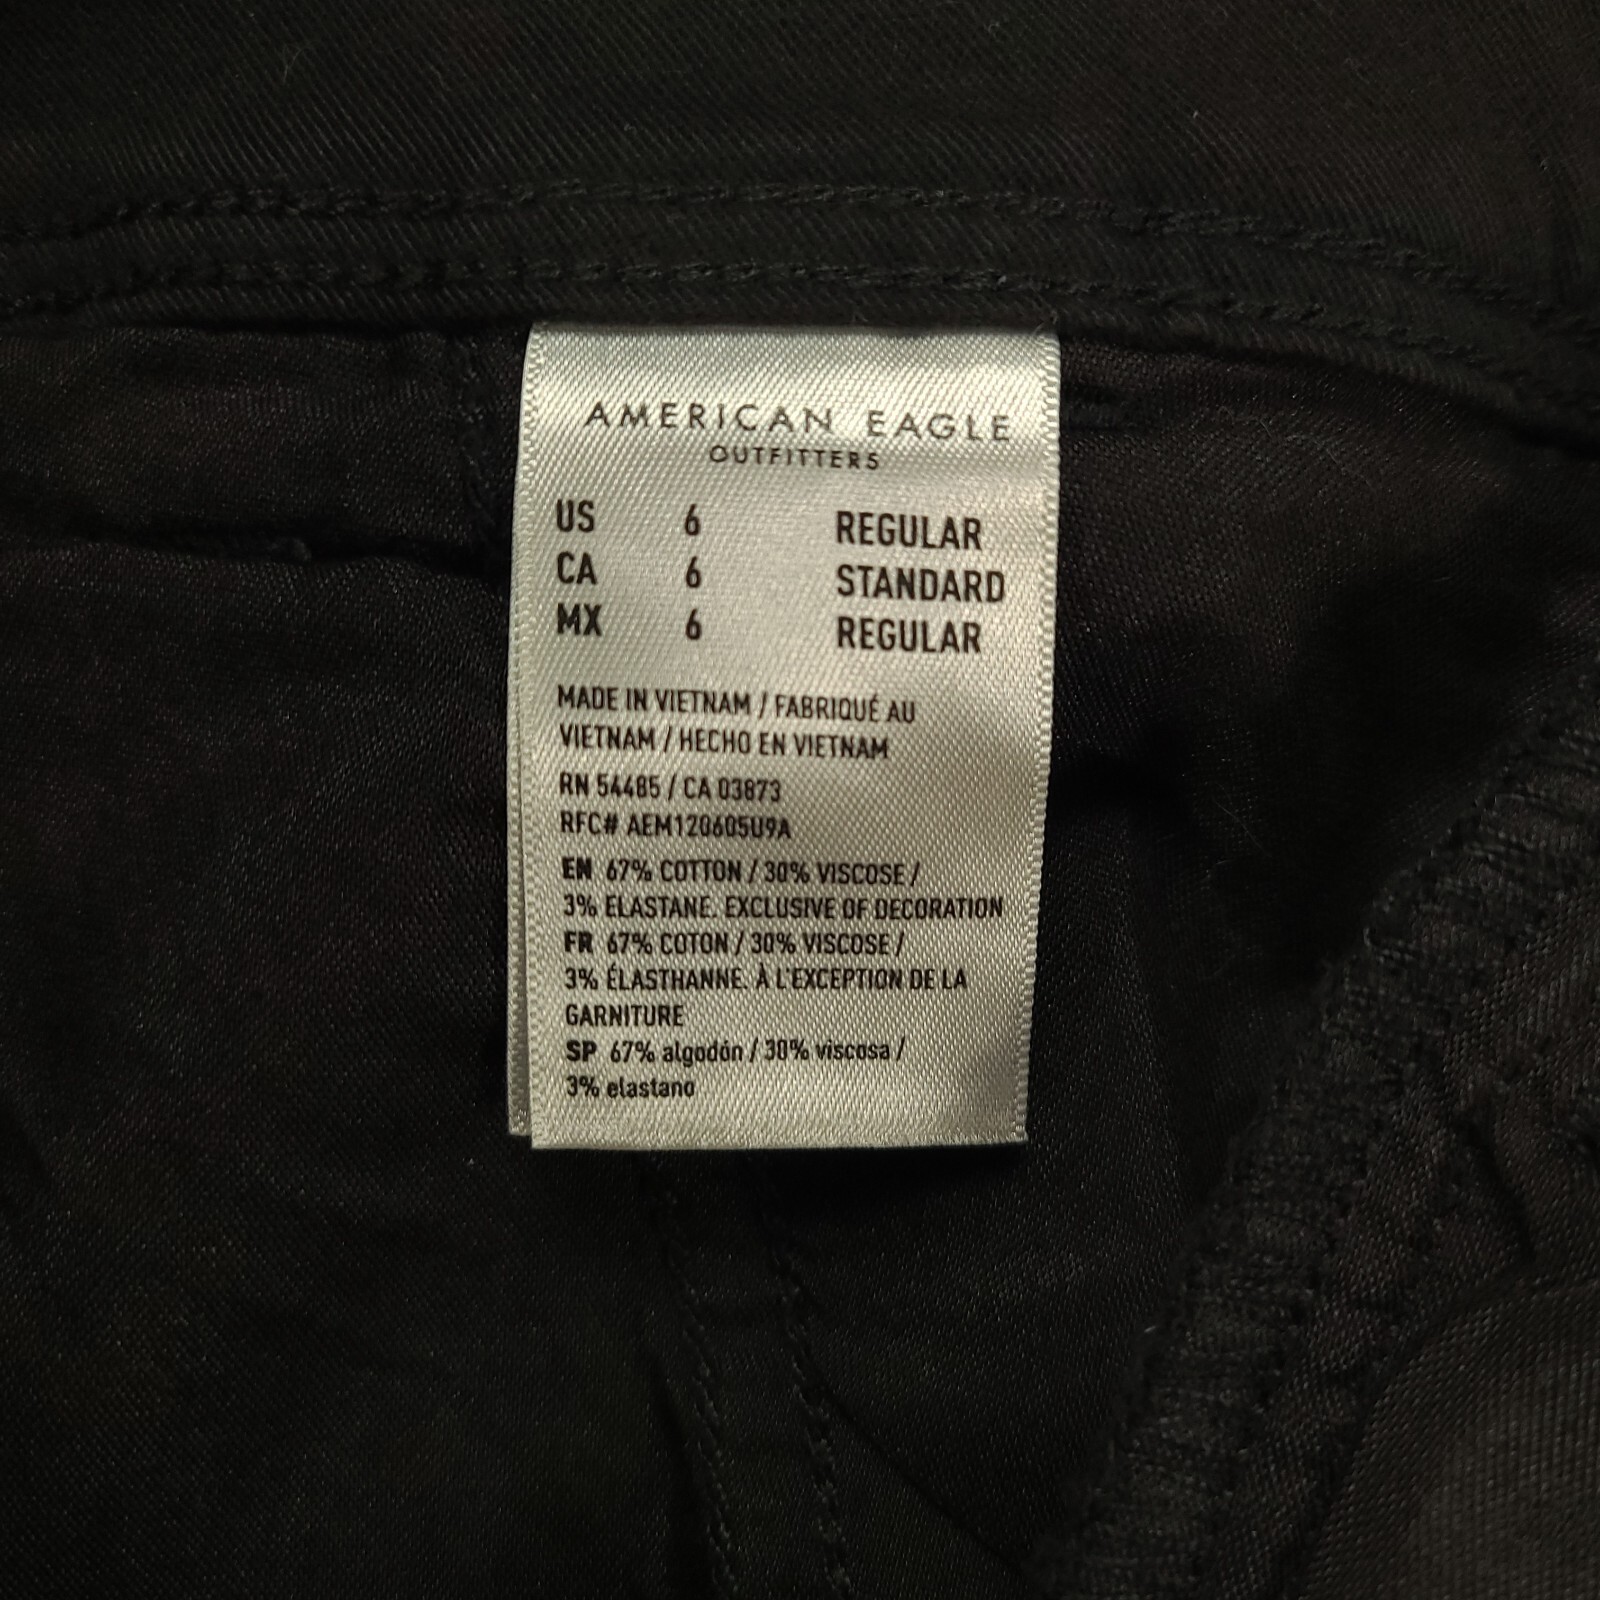 AMERICAN EAGLE
OUTFITTERS
US 6 REGULAR
CA 6 STANDARD
MX 6 REGULAR
MADE IN VIETNAM / FABRIQUÉ AU
VIETNAM / HECHO EN VIETNAM
RN 54485 / CA 03873
RFC# AEM120605U9A
EN 67% COTTON / 30% VISCOSE /
3% ELASTANE. EXCLUSIVE OF DECORATION
FR 67% COTON / 30% VISCOSE /
3% ÉLASTHANNE. À L'EXCEPTION DE LA
GARNITURE
SP 67% algodón / 30% viscosa /
3% elastano